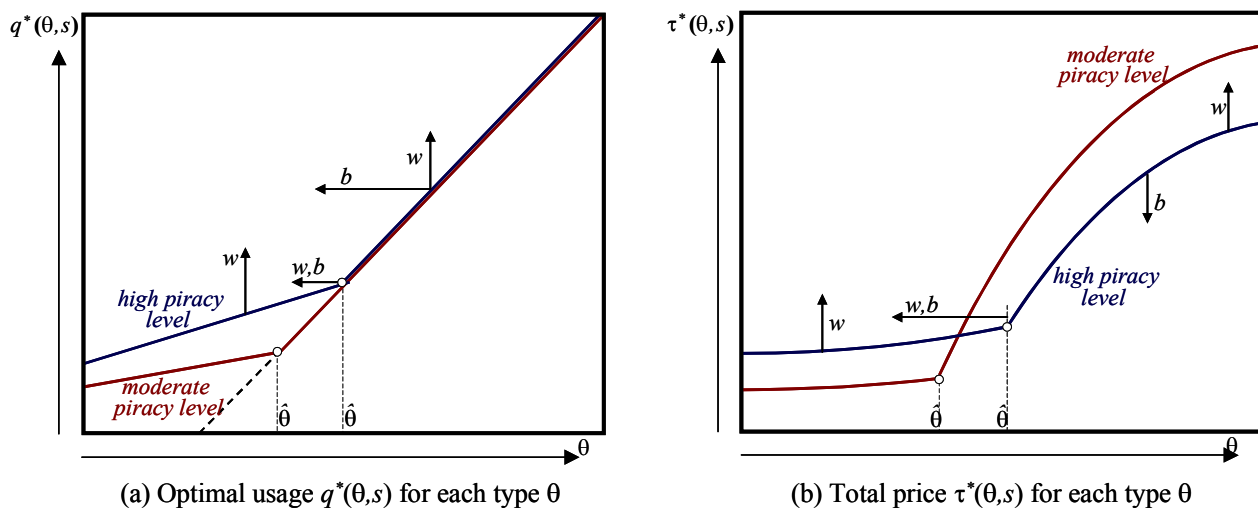 q*(θ,s)
w
b
w
w,b
high piracy
level
moderate
piracy level
θ̂
θ̂
θ
(a) Optimal usage q*(θ,s) for each type θ
τ*(θ,s)
moderate
piracy level
w
b
high piracy
level
w,b
w
θ̂
θ̂
θ
(b) Total price τ*(θ,s) for each type θ